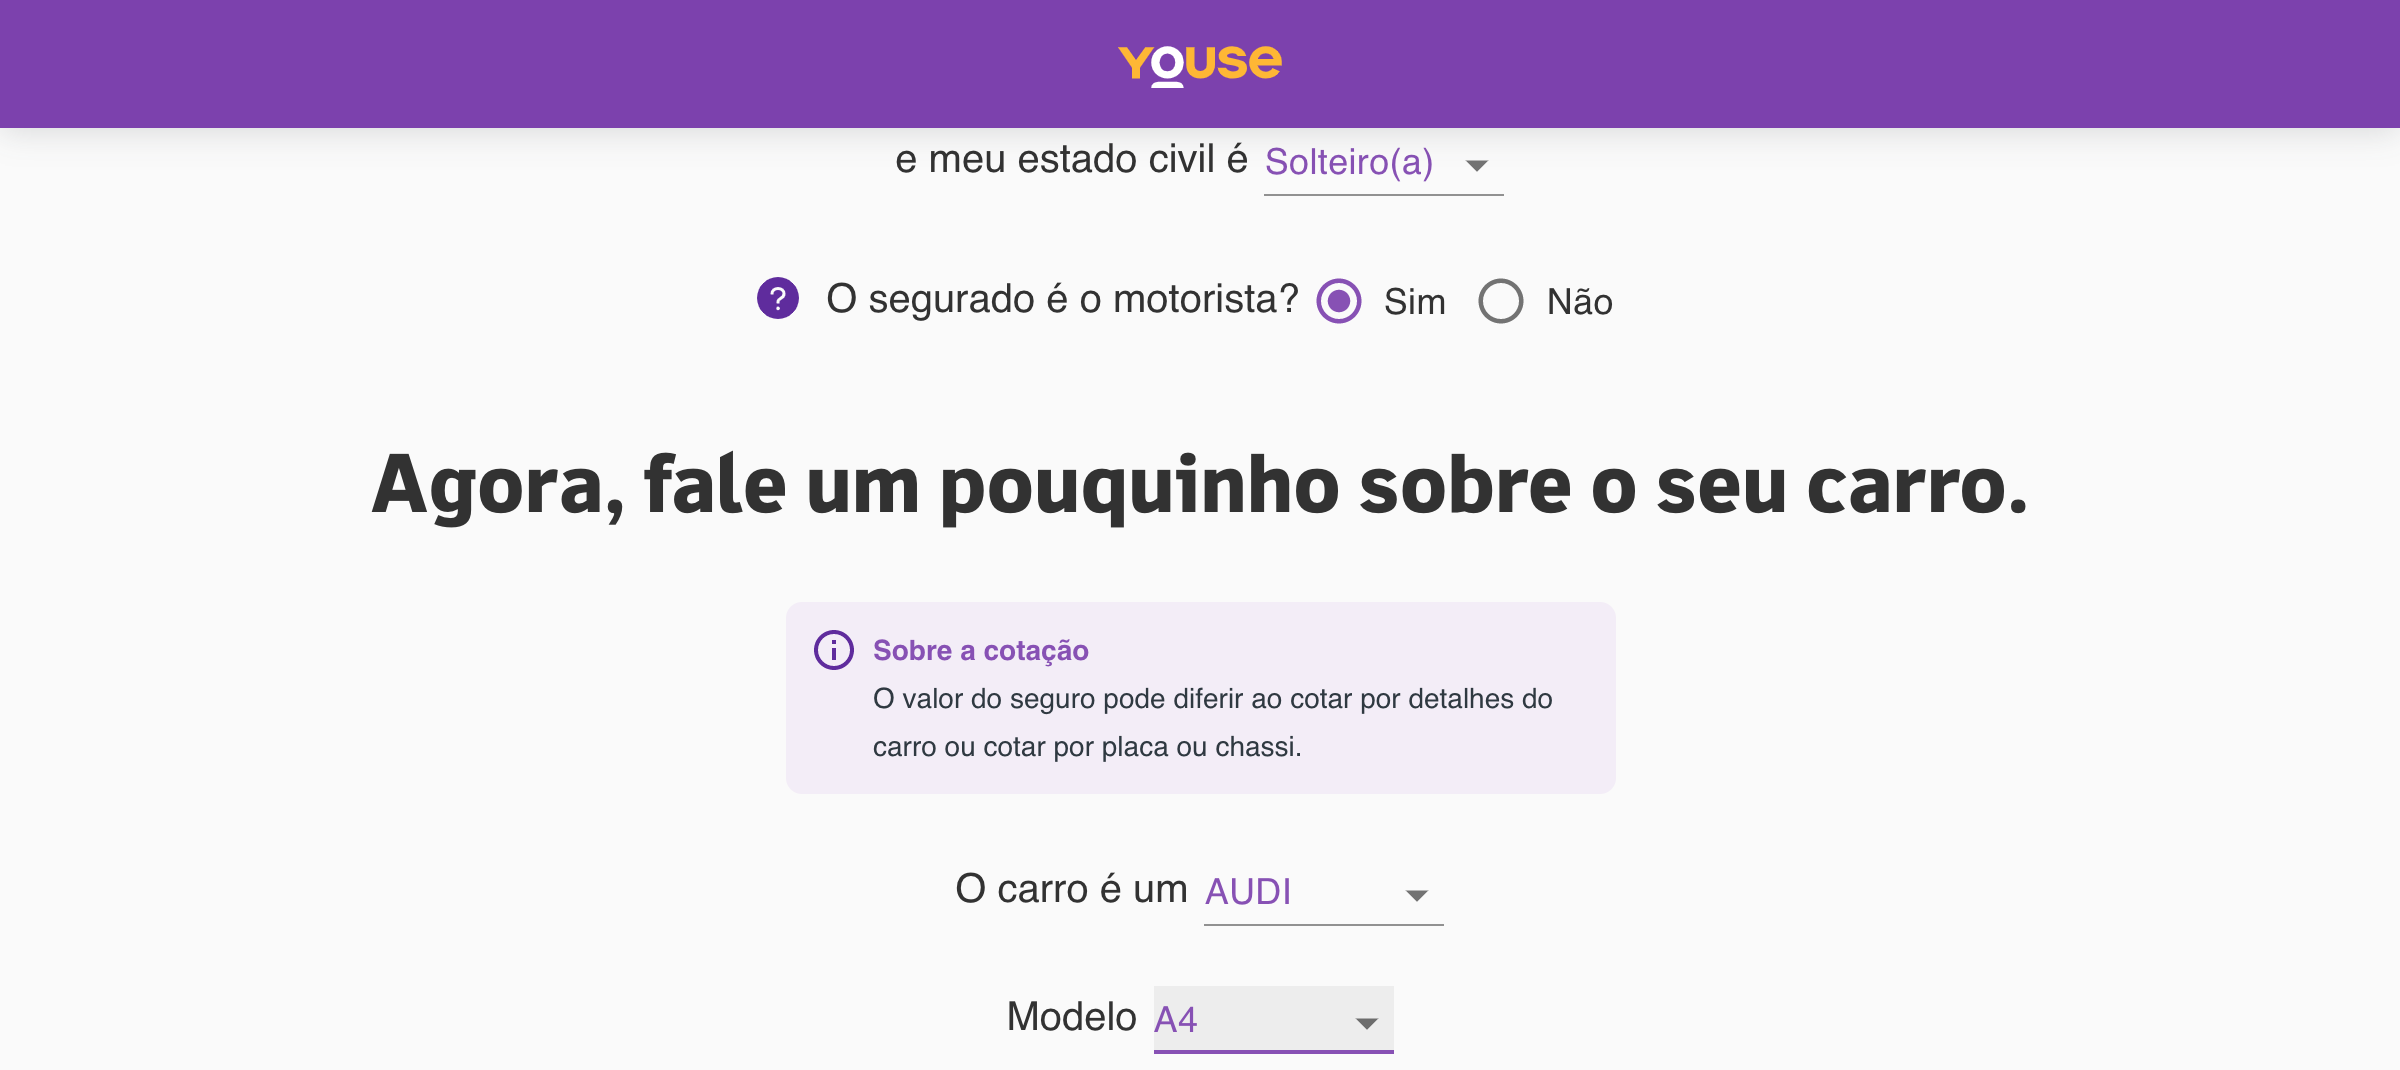 Youse
e meu estado civil é Solteiro(a)
? O segurado é o motorista? Sim Não
Agora, fale um pouquinho sobre o seu carro.
Sobre a cotação
O valor do seguro pode diferir ao cotar por detalhes do
carro ou cotar por placa ou chassi.
O carro é um AUDI
Modelo A4